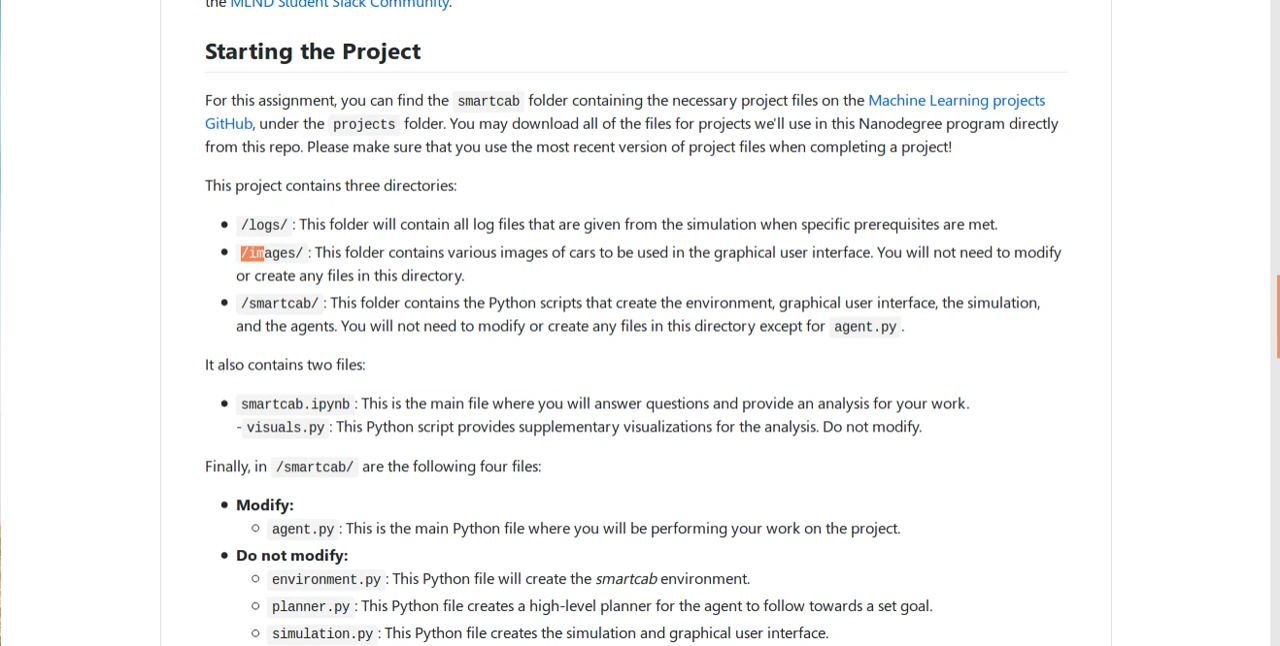 the MLND Student Slack Community.
Starting the Project
For this assignment, you can find the smartcab folder containing the necessary project files on the Machine Learning projects
GitHub, under the projects folder. You may download all of the files for projects we'll use in this Nanodegree program directly
from this repo. Please make sure that you use the most recent version of project files when completing a project!
This project contains three directories:
• /logs/ : This folder will contain all log files that are given from the simulation when specific prerequisites are met.
• /images/ : This folder contains various images of cars to be used in the graphical user interface. You will not need to modify
or create any files in this directory.
• /smartcab/ : This folder contains the Python scripts that create the environment, graphical user interface, the simulation,
and the agents. You will not need to modify or create any files in this directory except for agent.py .
It also contains two files:
• smartcab.ipynb : This is the main file where you will answer questions and provide an analysis for your work.
- visuals.py : This Python script provides supplementary visualizations for the analysis. Do not modify.
Finally, in /smartcab/ are the following four files:
• Modify:
○ agent.py : This is the main Python file where you will be performing your work on the project.
• Do not modify:
○ environment.py : This Python file will create the smartcab environment.
○ planner.py : This Python file creates a high-level planner for the agent to follow towards a set goal.
○ simulation.py : This Python file creates the simulation and graphical user interface.